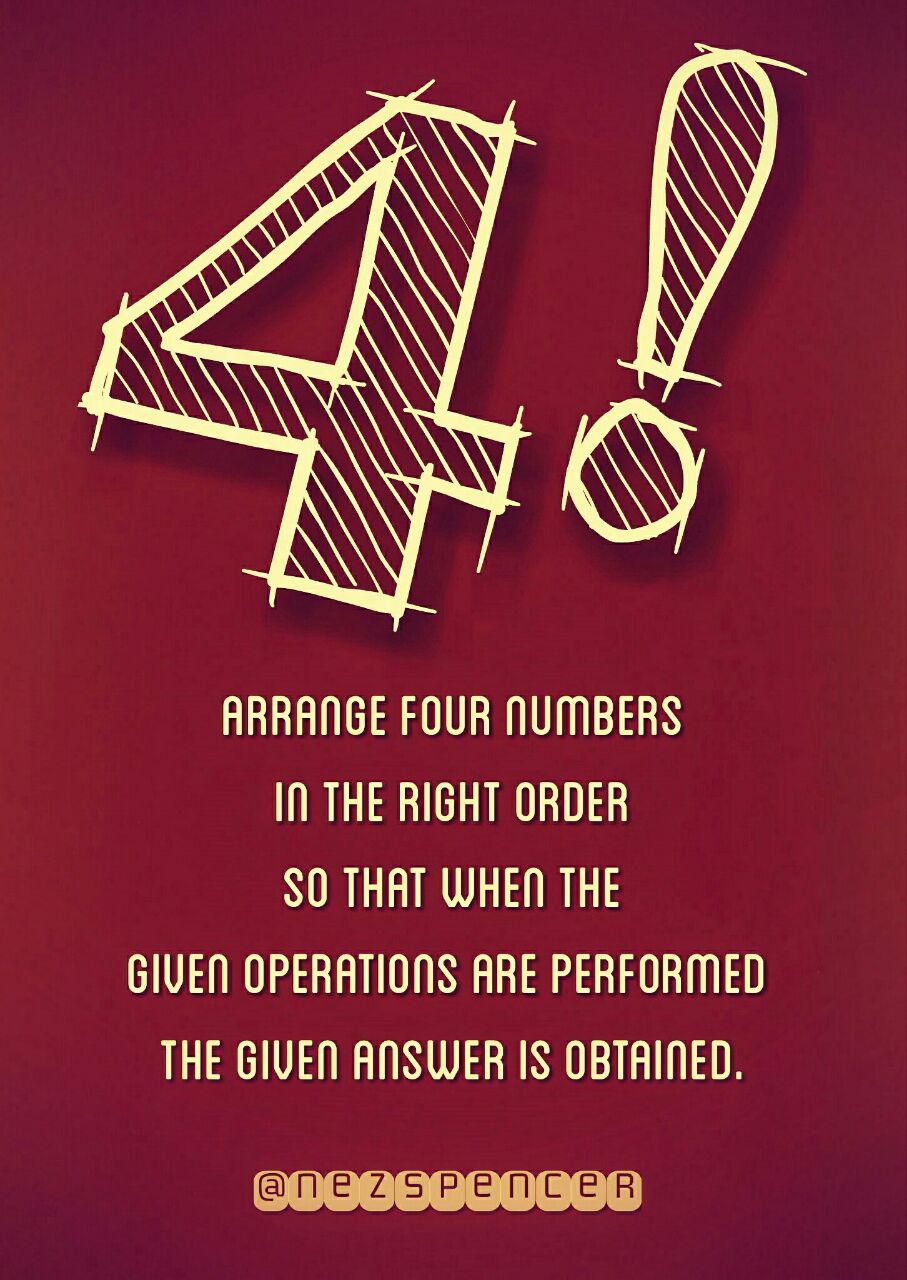 4!
ARRANGE FOUR NUMBERS
IN THE RIGHT ORDER
SO THAT WHEN THE
GIVEN OPERATIONS ARE PERFORMED
THE GIVEN ANSWER IS OBTAINED.
@nezspencer